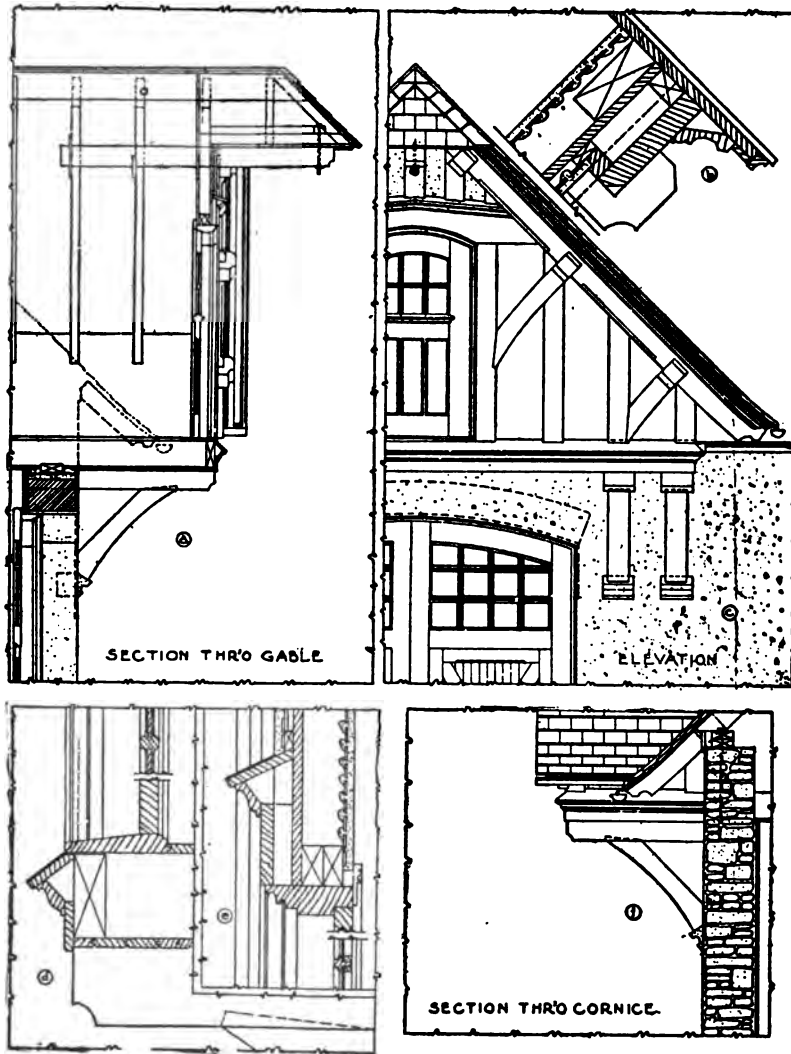 b
a
SECTION THR'O GABLE
c
ELEVATION
e
d
f
SECTION THR'O CORNICE